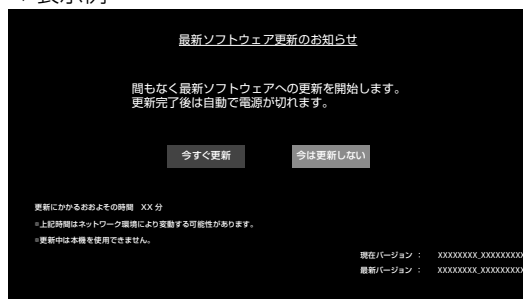 最新ソフトウェア更新のお知らせ
間もなく最新ソフトウェアへの更新を開始します。
更新完了後は自動で電源が切れます。
今すぐ更新
今は更新しない
更新にかかるおおよその時間 XX 分
※上記時間はネットワーク環境により変動する可能性があります。
※更新中は本機を使用できません。
現在バージョン : XXXXXXXX_XXXXXXXXX
最新バージョン : XXXXXXXX_XXXXXXXXX